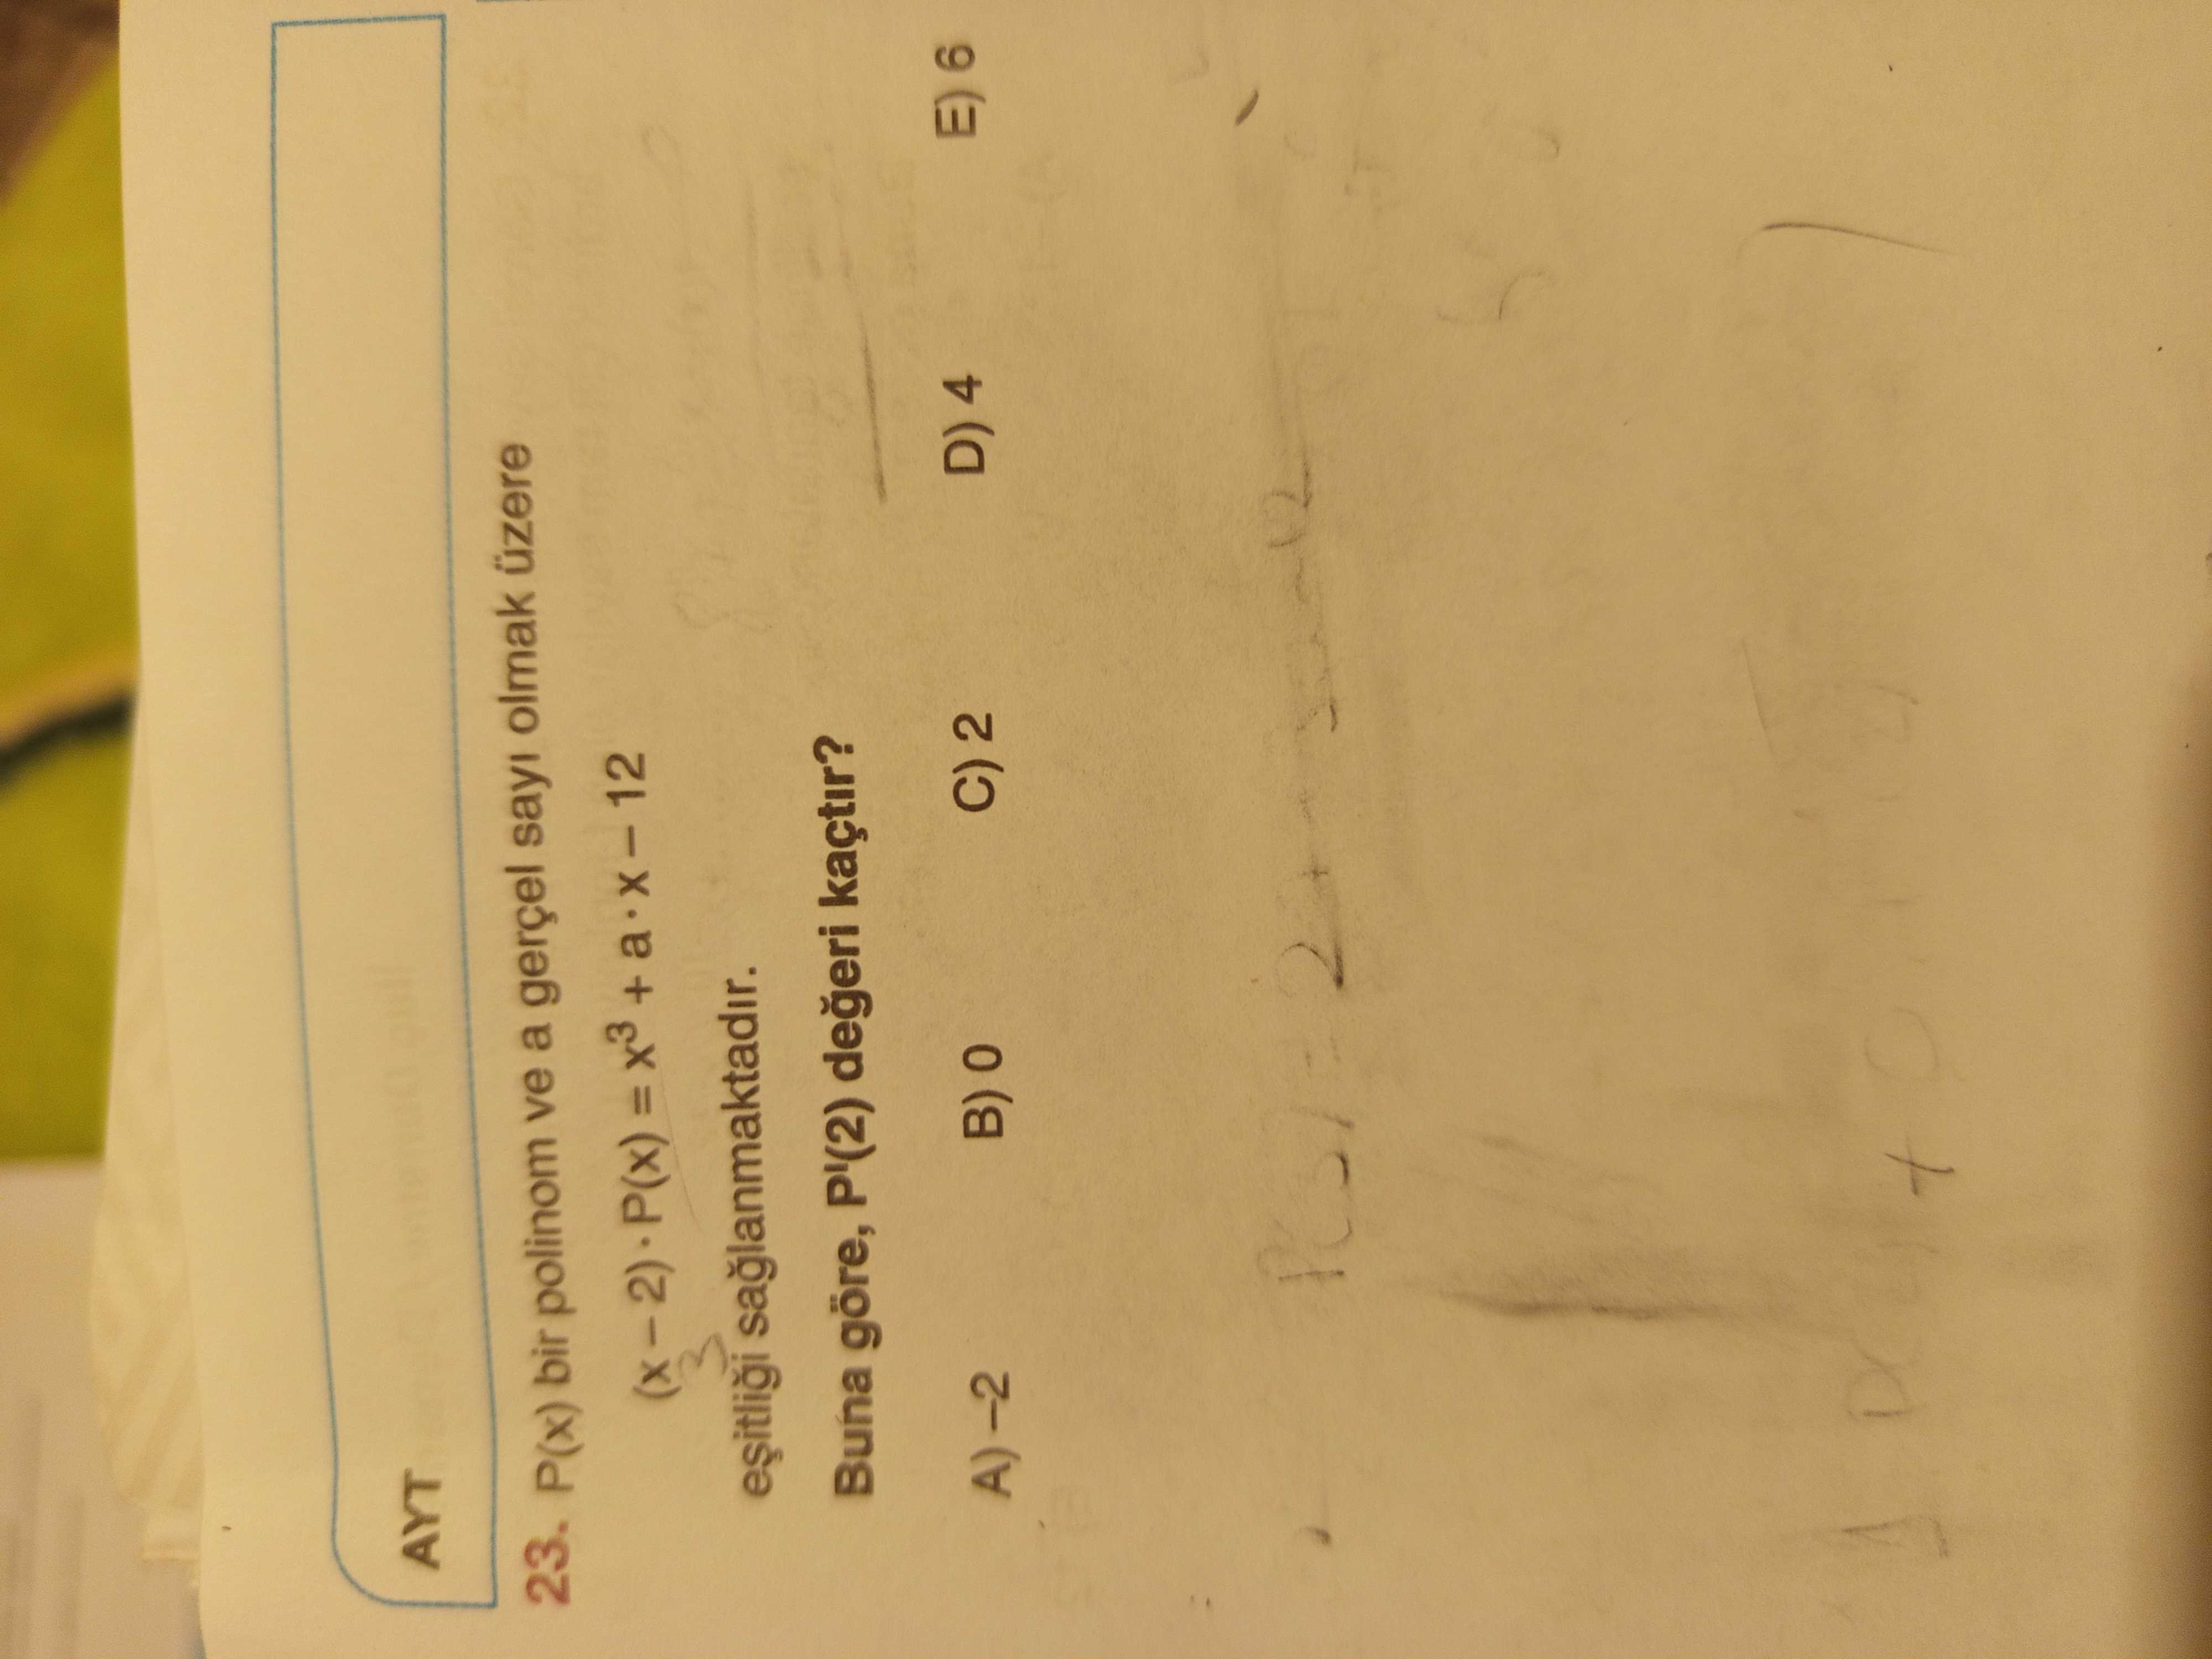 AYT
23. P(x) bir polinom ve a gerçel sayı olmak üzere
(x – 2) · P(x) = x³ + a · x – 12
3
eşitliği sağlanmaktadır.
Buna göre, P'(2) değeri kaçtır?
A) –2 B) 0 C) 2 D) 4 E) 6